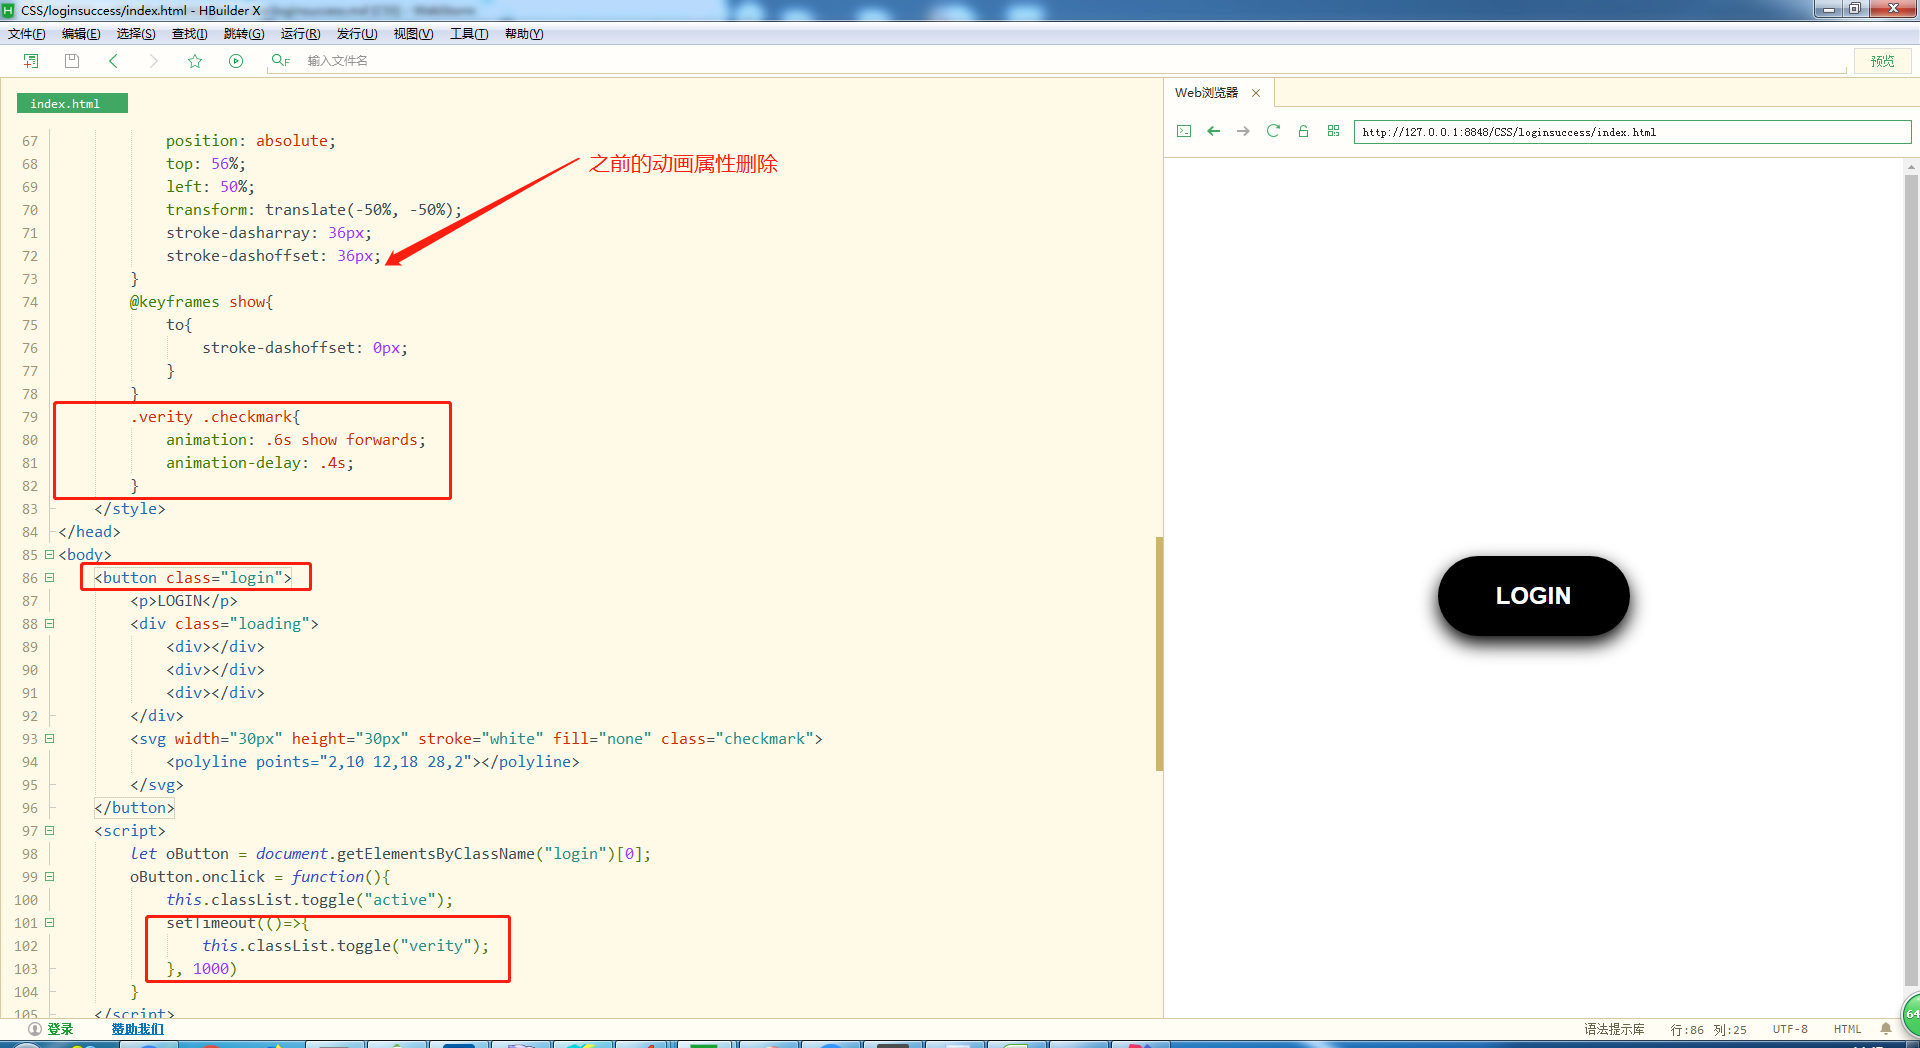 CSS/loginsuccess/index.html - HBuilder X
文件(F) 编辑(E) 选择(S) 查找(I) 跳转(G) 运行(R) 发行(U) 视图(V) 工具(T) 帮助(Y)
输入文件名
预览
index.html
Web浏览器
http://127.0.0.1:8848/CSS/loginsuccess/index.html
67 position: absolute;
68 top: 56%;
之前的动画属性删除
69 left: 50%;
70 transform: translate(-50%, -50%);
71 stroke-dasharray: 36px;
72 stroke-dashoffset: 36px;
73 }
74 @keyframes show{
75 to{
76 stroke-dashoffset: 0px;
77 }
78 }
79 .verity .checkmark{
80 animation: .6s show forwards;
81 animation-delay: .4s;
82 }
83 </style>
84 </head>
85 <body>
86 <button class="login">
87 <p>LOGIN</p>
88 <div class="loading">
89 <div></div>
90 <div></div>
91 <div></div>
92 </div>
93 <svg width="30px" height="30px" stroke="white" fill="none" class="checkmark">
94 <polyline points="2,10 12,18 28,2"></polyline>
95 </svg>
96 </button>
97 <script>
98 let oButton = document.getElementsByClassName("login")[0];
99 oButton.onclick = function(){
100 this.classList.toggle("active");
101 setTimeout(()=>{
102 this.classList.toggle("verity");
103 }, 1000)
104 }
105 </script>
LOGIN
64
登录 赞助我们
语法提示库 行:86 列:25 UTF-8 HTML